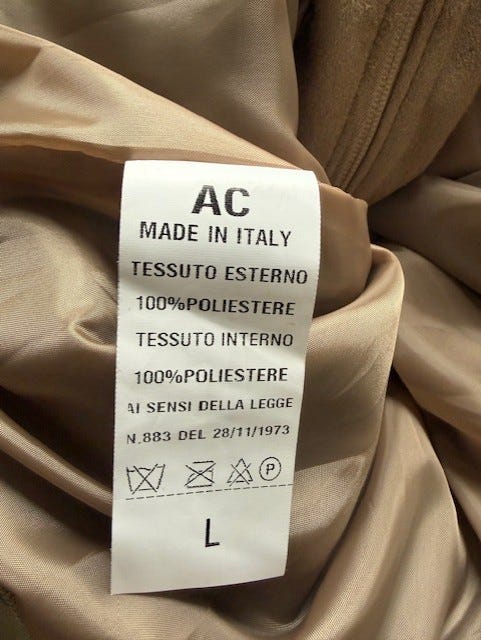 AC
MADE IN ITALY
TESSUTO ESTERNO
100%POLIESTERE
TESSUTO INTERNO
100%POLIESTERE
AI SENSI DELLA LEGGE
N.883 DEL 28/11/1973
P
L